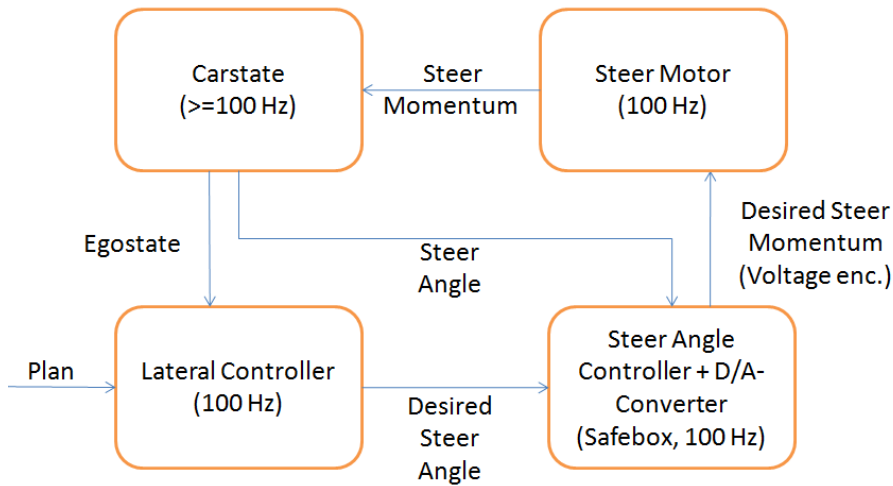 Carstate
(>=100 Hz)
Steer
Momentum
Steer Motor
(100 Hz)
Egostate
Steer
Angle
Desired Steer
Momentum
(Voltage enc.)
Plan
Lateral Controller
(100 Hz)
Desired
Steer
Angle
Steer Angle
Controller + D/A-
Converter
(Safebox, 100 Hz)